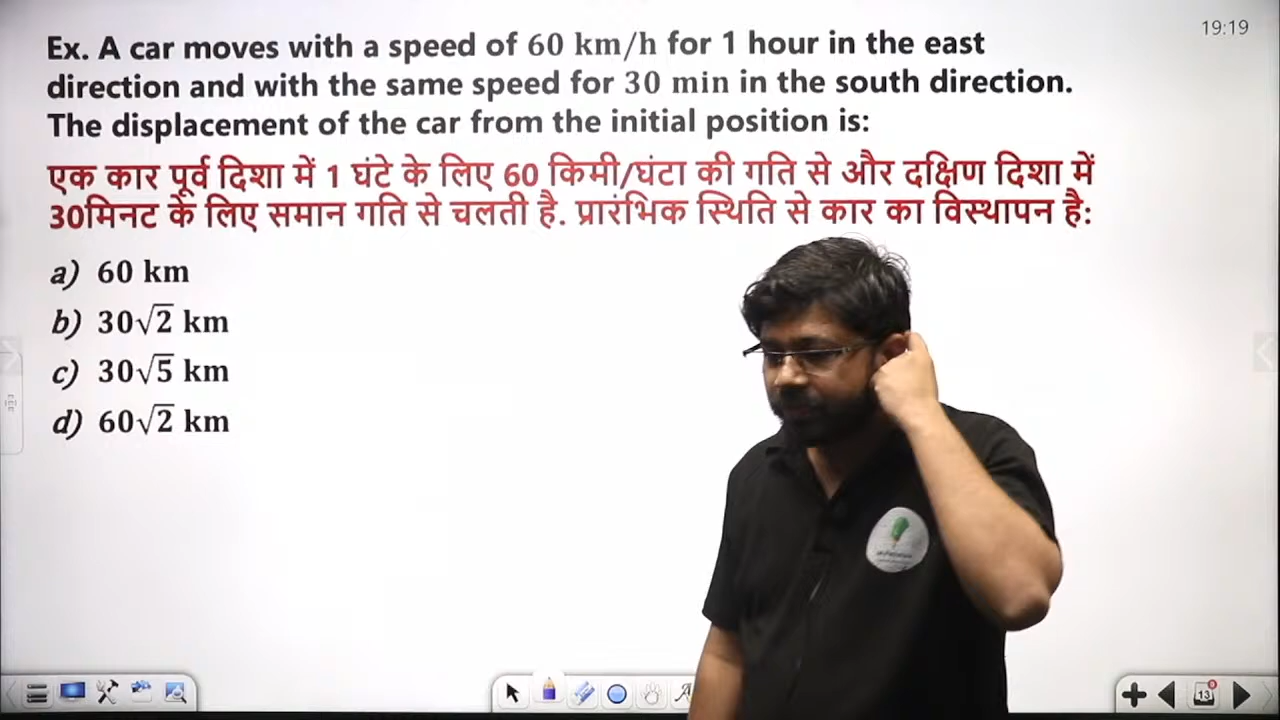 19:19
Ex. A car moves with a speed of 60 km/h for 1 hour in the east
direction and with the same speed for 30 min in the south direction.
The displacement of the car from the initial position is:
एक कार पूर्व दिशा में 1 घंटे के लिए 60 किमी/घंटा की गति से और दक्षिण दिशा में
30मिनट के लिए समान गति से चलती है. प्रारंभिक स्थिति से कार का विस्थापन है:
a) 60 km
b) 30√2 km
c) 30√5 km
d) 60√2 km
13